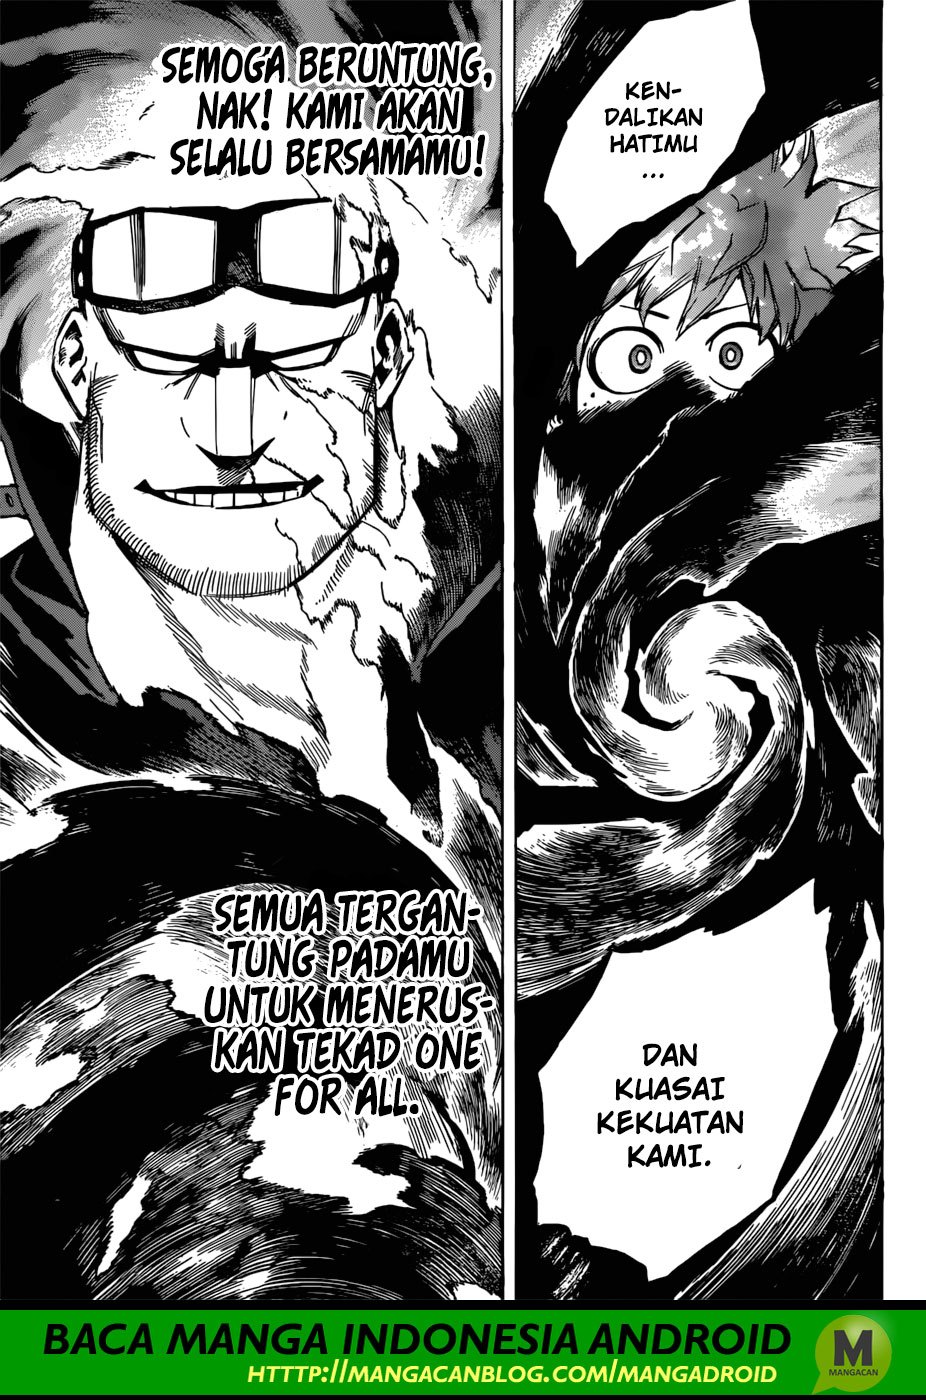 KEN-
DALIKAN
HATIMU
...
DAN
KUASAI
KEKUATAN
KAMI.
SEMOGA BERUNTUNG,
NAK! KAMI AKAN
SELALU BERSAMAMU!
SEMUA TERGAN-
TUNG PADAMU
UNTUK MENERUS-
KAN TEKAD ONE
FOR ALL.
BACA MANGA INDONESIA ANDROID
HTTTP://MANGACANBLOG.COM/MANGADROID
M
MANGACAN